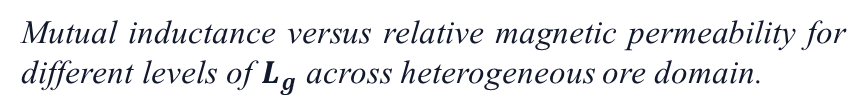 Mutual inductance versus relative magnetic permeability for
different levels of L_g across heterogeneous ore domain.